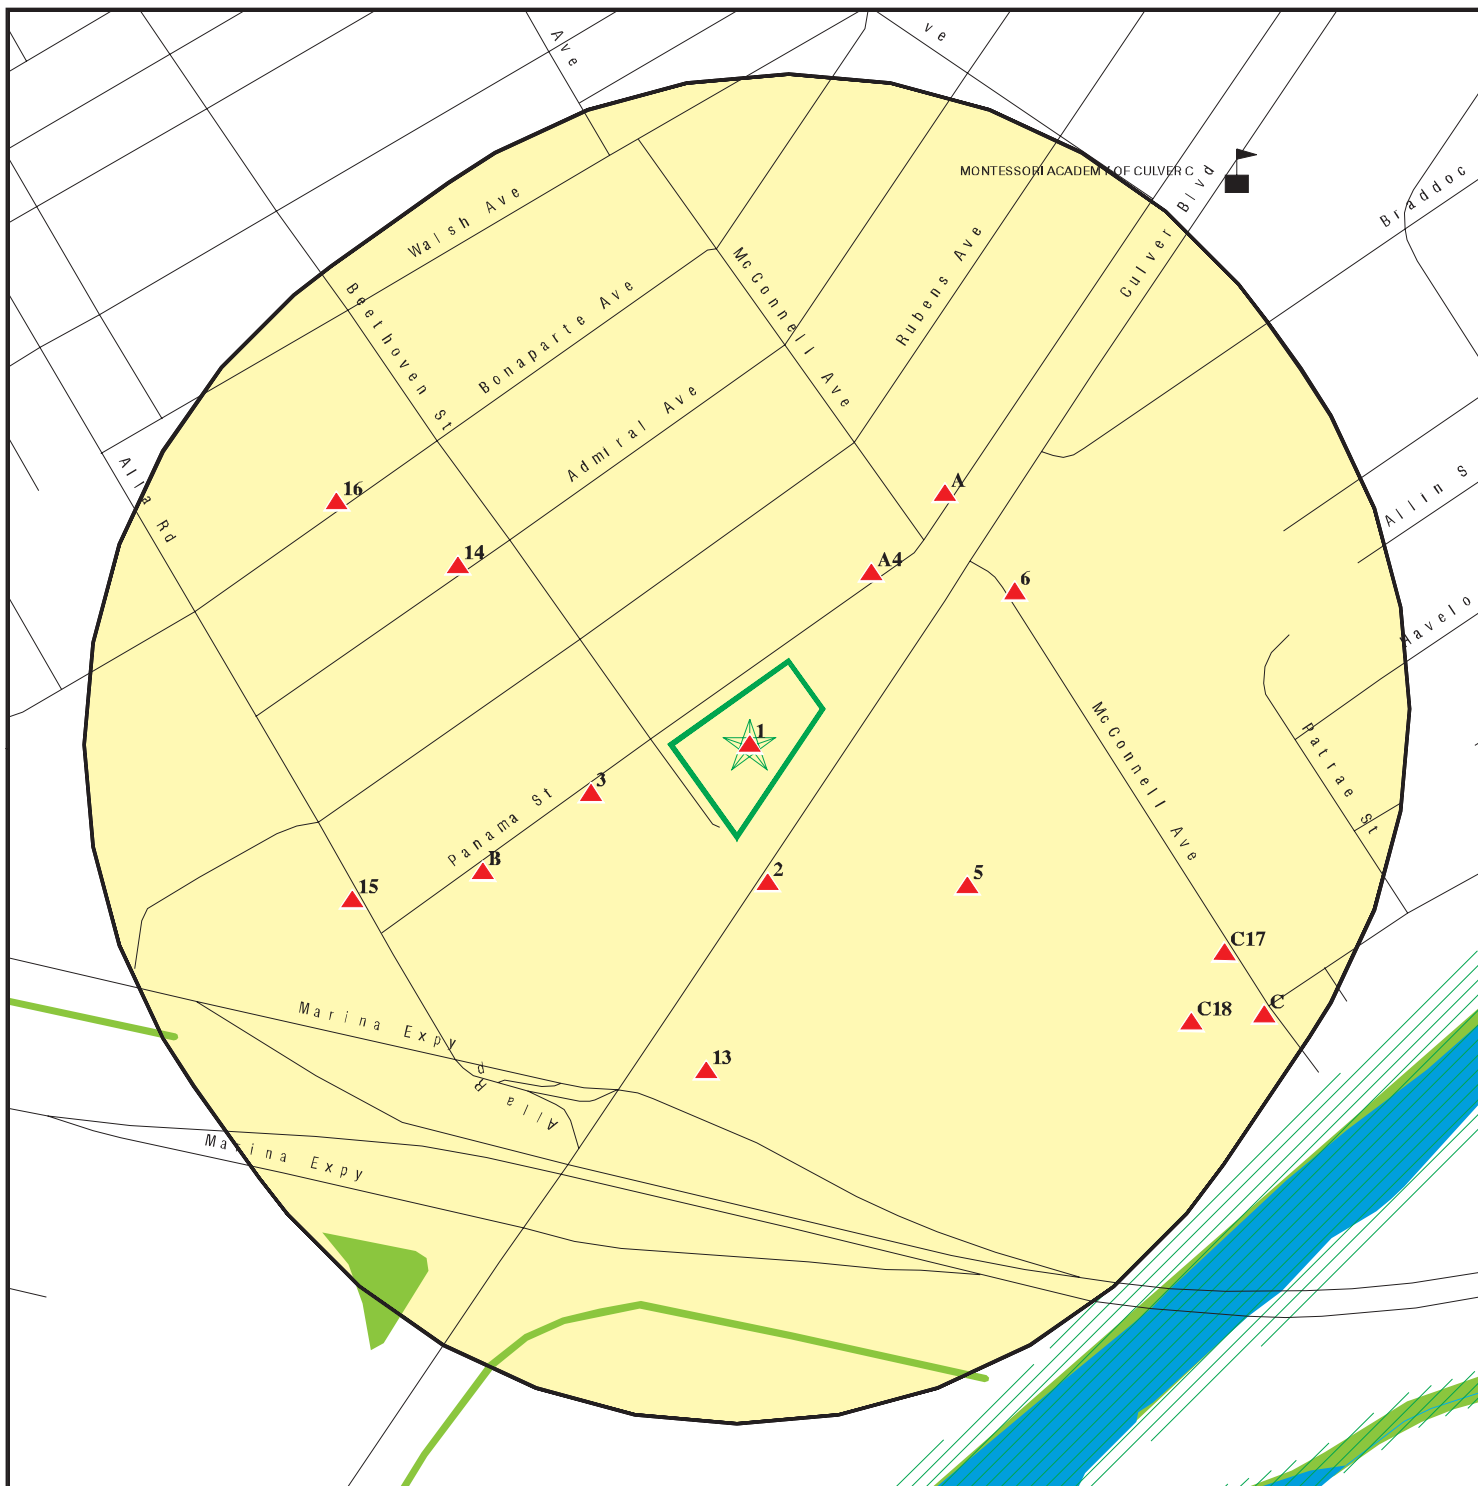 Ave
ve
MONTESSORI ACADEMY OF CULVER C
Culver Blvd
Braddoc
Walsh Ave
Beethoven St
Bonaparte Ave
McConnell Ave
Rubens Ave
Admiral Ave
Alla Rd
16
14
A
A4
6
Allin S
Havelo
1
3
Panama St
B
15
2
5
McConnell Ave
Patrae St
C17
C
C18
13
Marina Expy
Alla Rd
Marina Expy